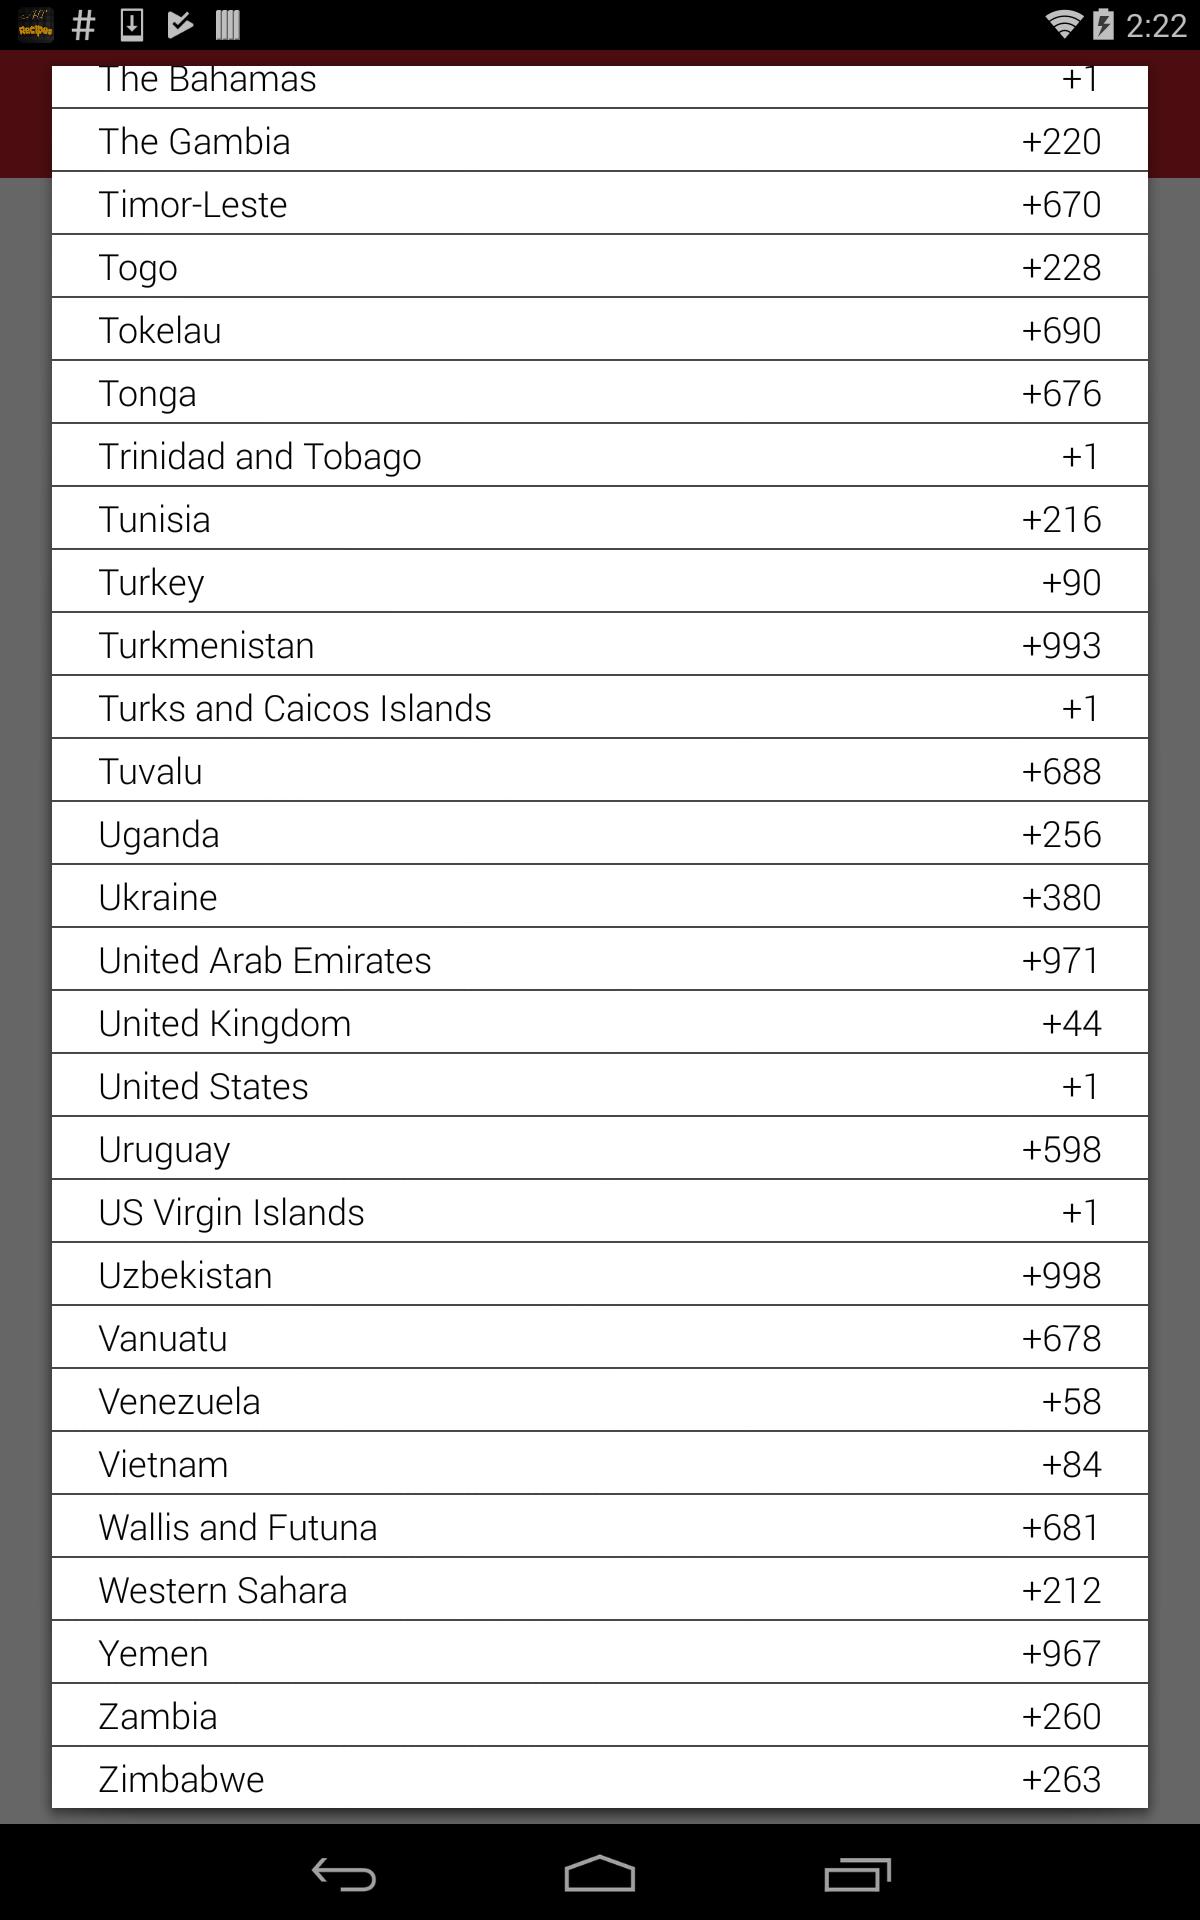 Recipes # 2:22
The Bahamas +1
The Gambia +220
Timor-Leste +670
Togo +228
Tokelau +690
Tonga +676
Trinidad and Tobago +1
Tunisia +216
Turkey +90
Turkmenistan +993
Turks and Caicos Islands +1
Tuvalu +688
Uganda +256
Ukraine +380
United Arab Emirates +971
United Kingdom +44
United States +1
Uruguay +598
US Virgin Islands +1
Uzbekistan +998
Vanuatu +678
Venezuela +58
Vietnam +84
Wallis and Futuna +681
Western Sahara +212
Yemen +967
Zambia +260
Zimbabwe +263